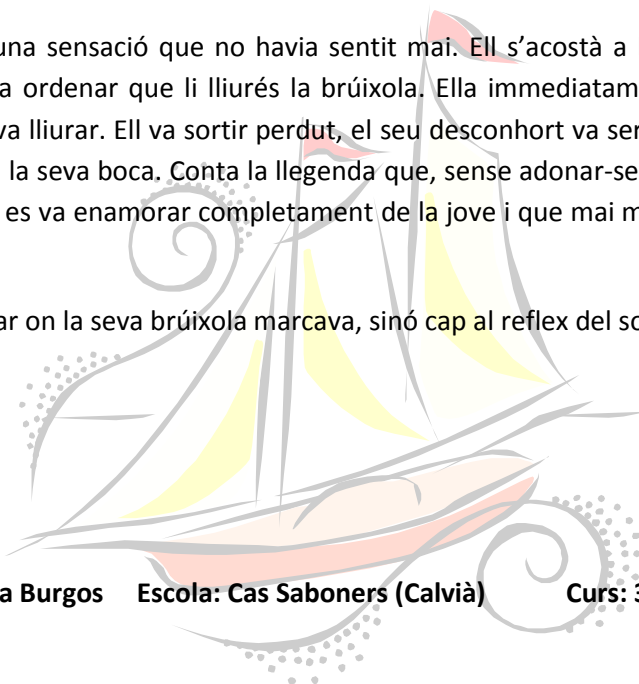 una sensació que no havia sentit mai. Ell s’acostà a
a ordenar que li lliurés la brúixola. Ella immediatam
va lliurar. Ell va sortir perdut, el seu desconhort va ser
la seva boca. Conta la llegenda que, sense adonar-se
es va enamorar completament de la jove i que mai m
ar on la seva brúixola marcava, sinó cap al reflex del so
a Burgos Escola: Cas Saboners (Calvià) Curs: 3